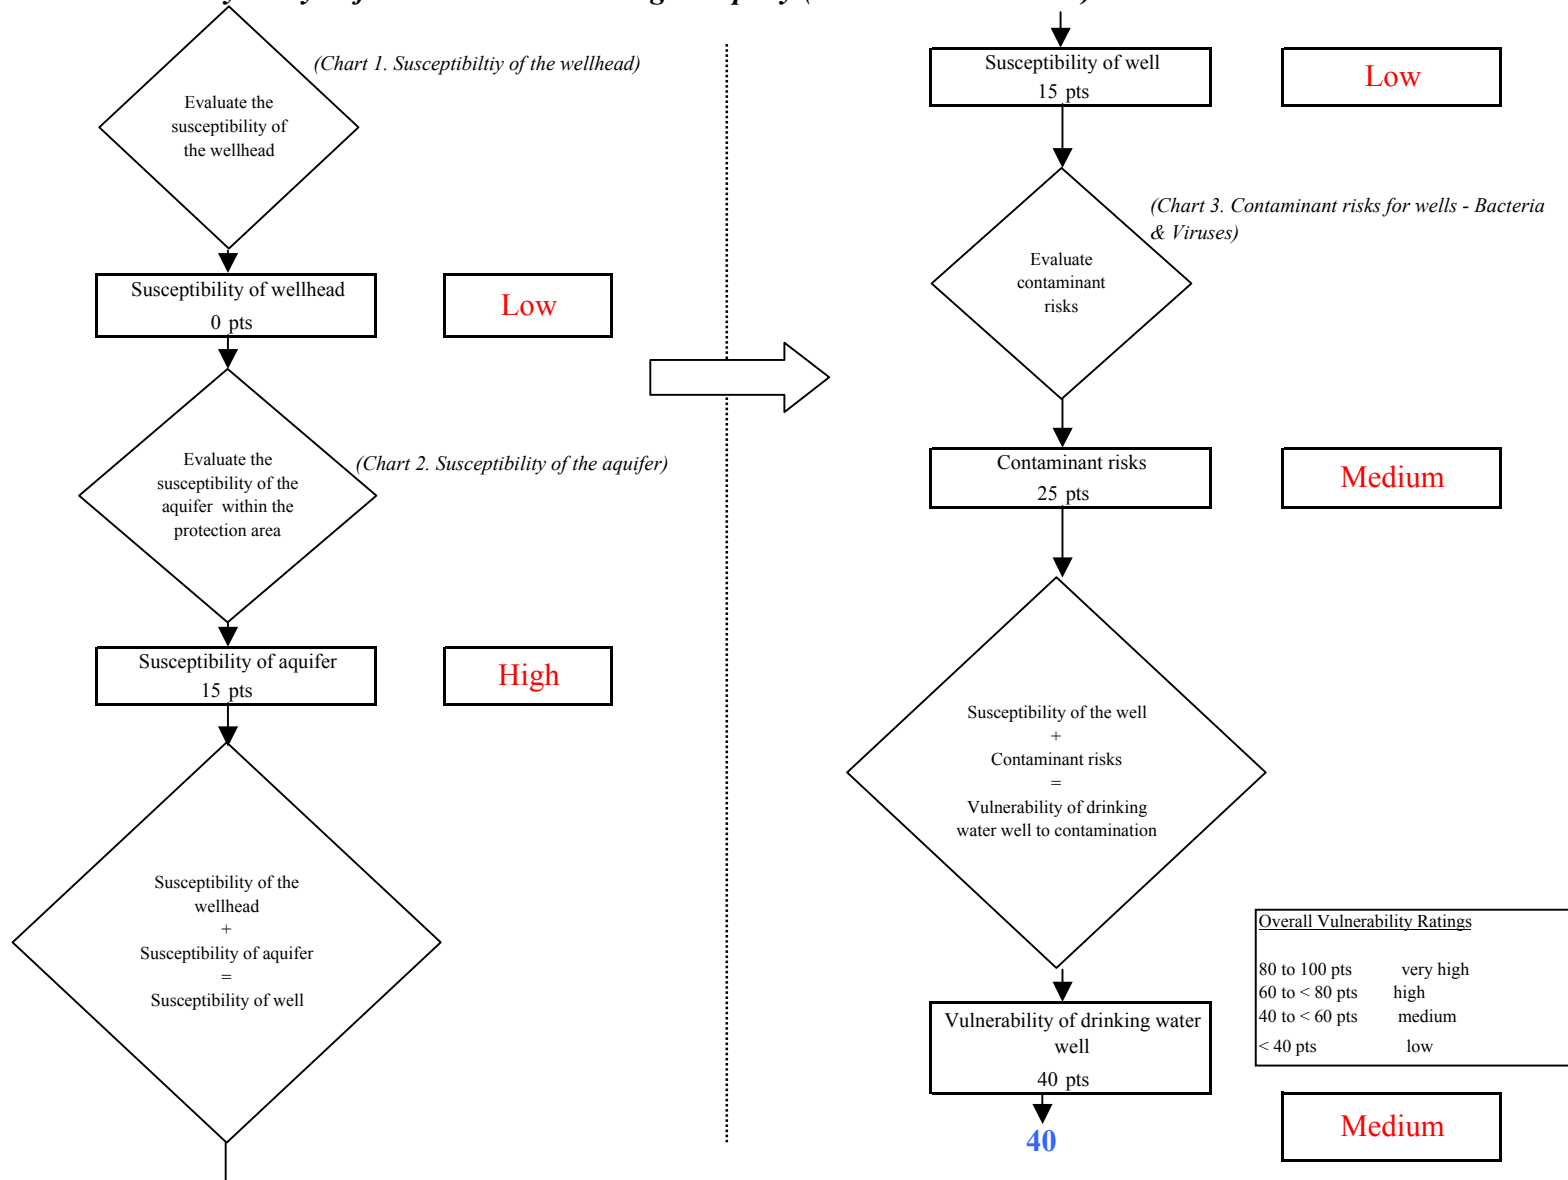 (Chart 1. Susceptibiltiy of the wellhead)
Evaluate the
susceptibility of
the wellhead
Susceptibility of wellhead
0 pts
Low
(Chart 2. Susceptibility of the aquifer)
Evaluate the
susceptibility of the
aquifer within the
protection area
Susceptibility of aquifer
15 pts
High
Susceptibility of the
wellhead
+
Susceptibility of aquifer
=
Susceptibility of well
Susceptibility of well
15 pts
Low
(Chart 3. Contaminant risks for wells - Bacteria
& Viruses)
Evaluate
contaminant
risks
Contaminant risks
25 pts
Medium
Susceptibility of the well
+
Contaminant risks
=
Vulnerability of drinking
water well to contamination
Vulnerability of drinking water
well
40 pts
40
Overall Vulnerability Ratings
80 to 100 pts very high
60 to < 80 pts high
40 to < 60 pts medium
< 40 pts low
Medium